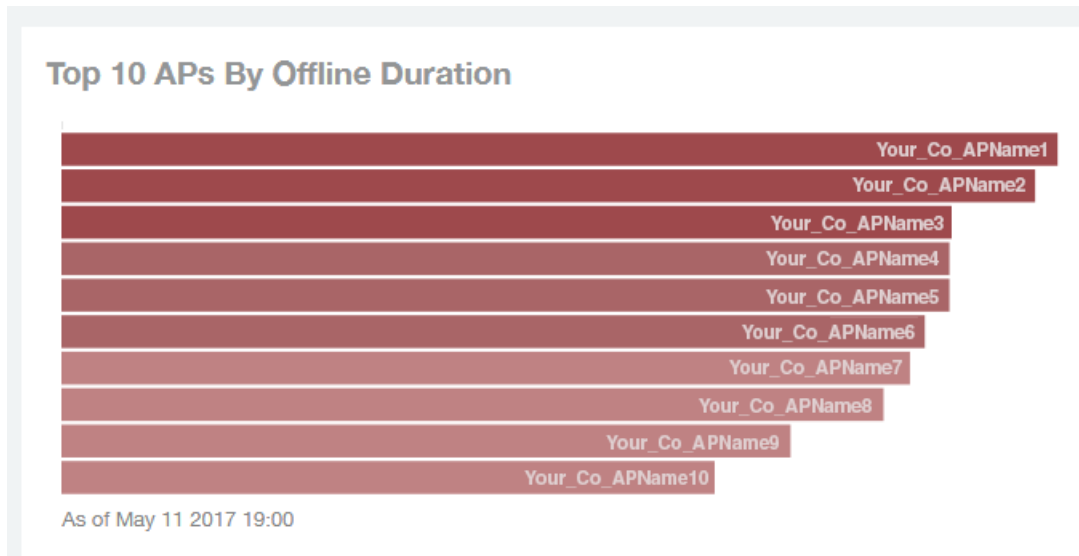 Top 10 APs By Offline Duration
Your_Co_APName1
Your_Co_APName2
Your_Co_APName3
Your_Co_APName4
Your_Co_APName5
Your_Co_APName6
Your_Co_APName7
Your_Co_APName8
Your_Co_APName9
Your_Co_APName10
As of May 11 2017 19:00